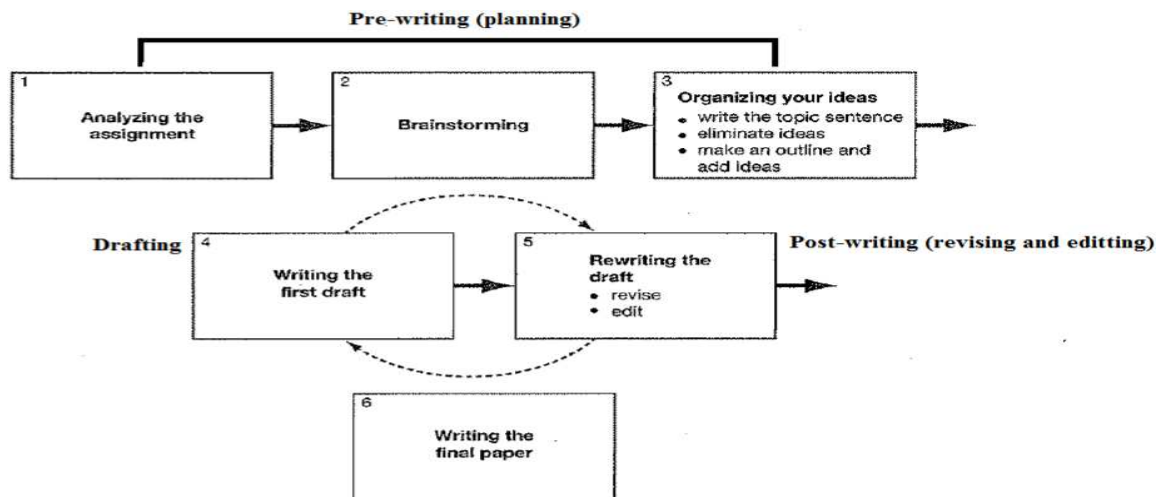 Pre-writing (planning)
1
Analyzing the
assignment
2
Brainstorming
3
Organizing your ideas
• write the topic sentence
• eliminate ideas
• make an outline and
add ideas
Drafting
4
Writing the
first draft
5
Rewriting the
draft
• revise
• edit
Post-writing (revising and editting)
6
Writing the
final paper